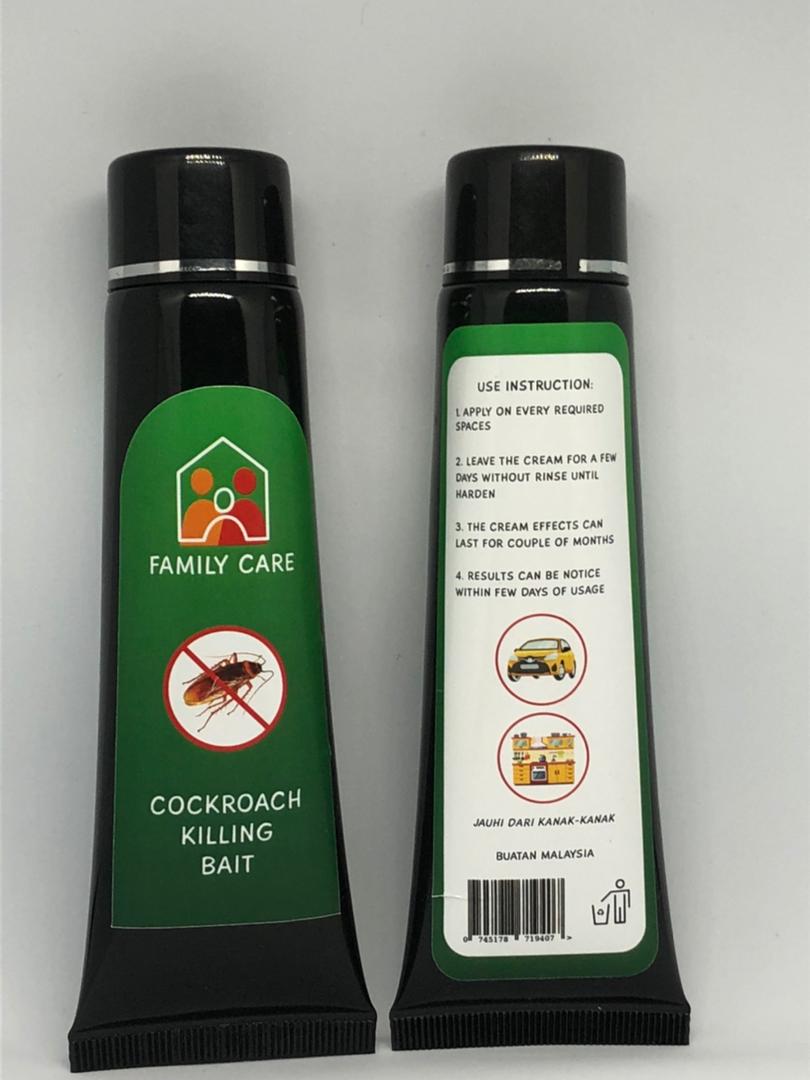 FAMILY CARE
COCKROACH
KILLING
BAIT
USE INSTRUCTION:
1. APPLY ON EVERY REQUIRED
SPACES
2. LEAVE THE CREAM FOR A FEW
DAYS WITHOUT RINSE UNTIL
HARDEN
3. THE CREAM EFFECTS CAN
LAST FOR COUPLE OF MONTHS
4. RESULTS CAN BE NOTICE
WITHIN FEW DAYS OF USAGE
JAUHI DARI KANAK-KANAK
BUATAN MALAYSIA
0 745178 719407 >